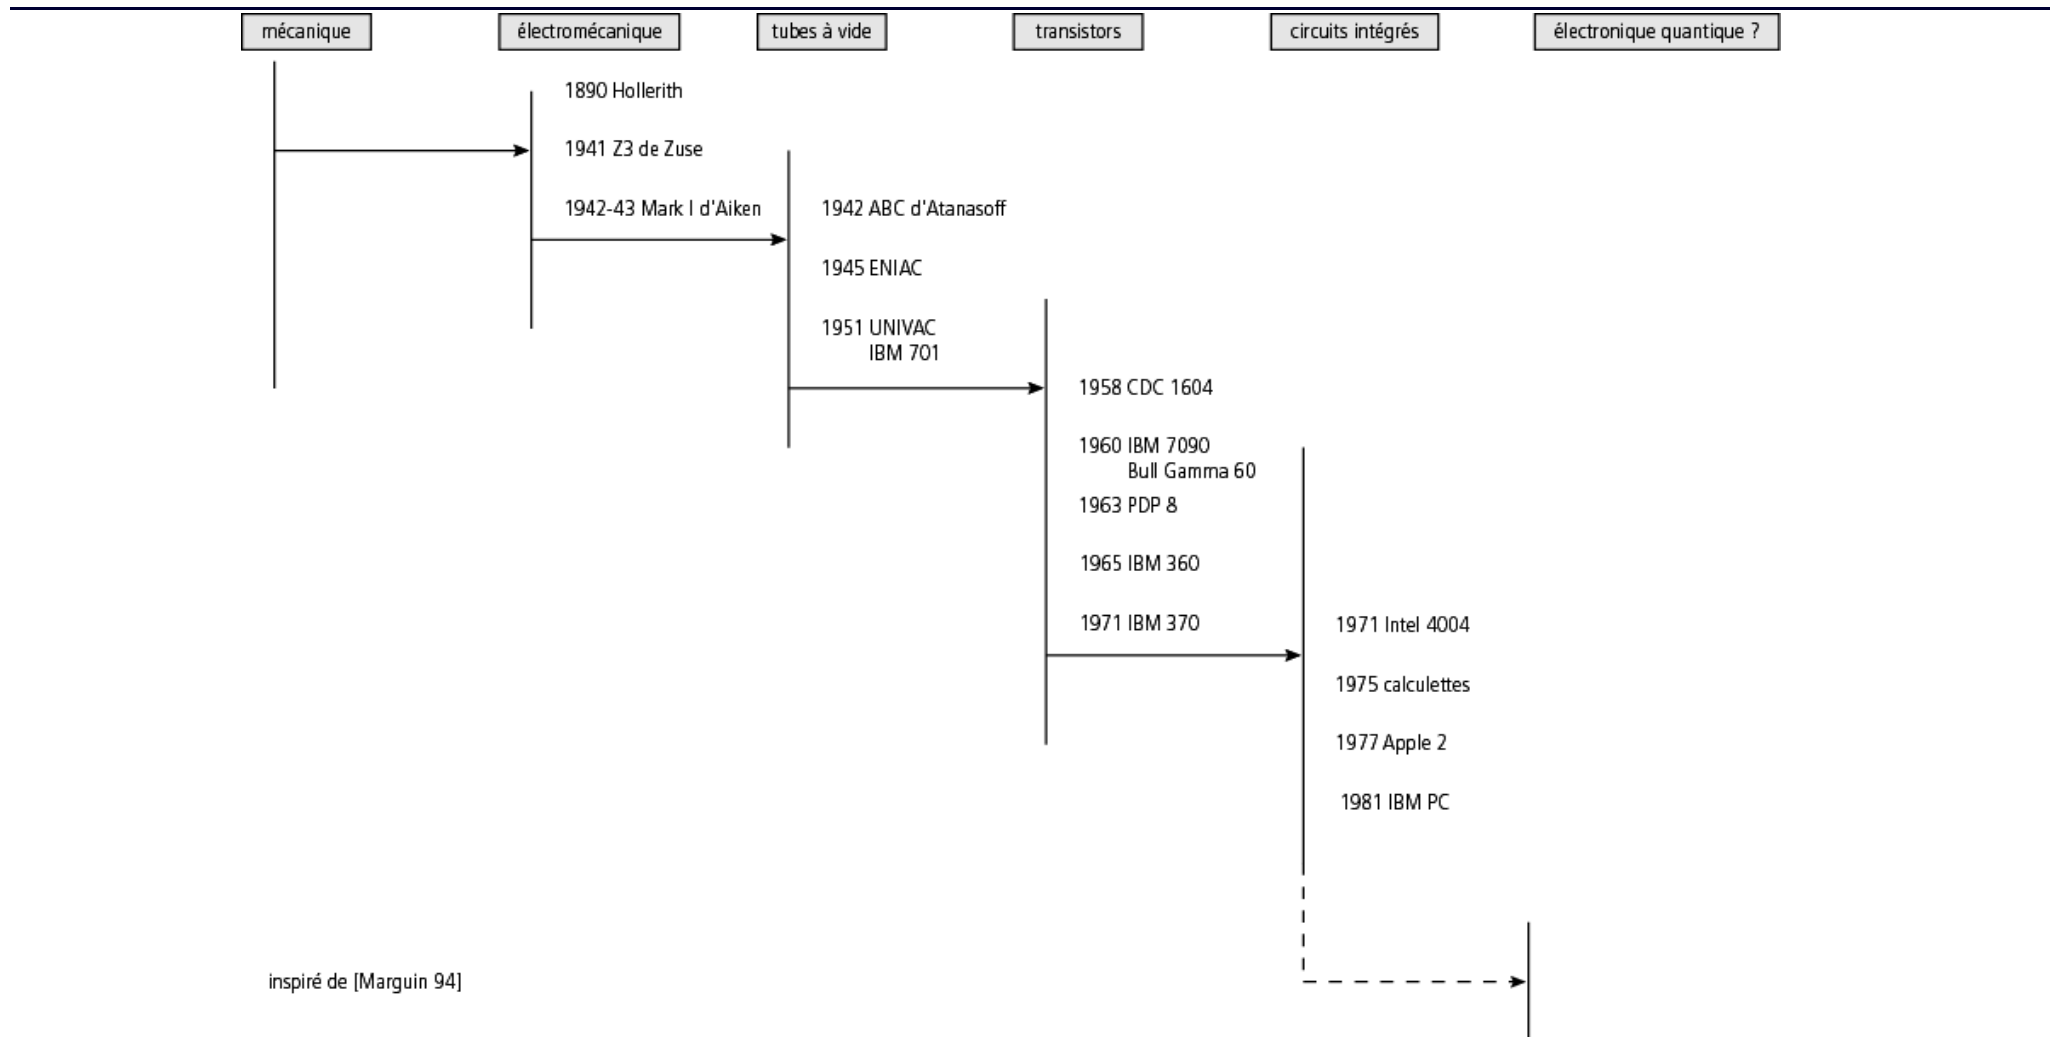 mécanique
électromécanique
tubes à vide
transistors
circuits intégrés
électronique quantique ?
1890 Hollerith
1941 Z3 de Zuse
1942-43 Mark I d'Aiken
1942 ABC d'Atanasoff
1945 ENIAC
1951 UNIVAC
IBM 701
1958 CDC 1604
1960 IBM 7090
Bull Gamma 60
1963 PDP 8
1965 IBM 360
1971 IBM 370
1971 Intel 4004
1975 calculettes
1977 Apple 2
1981 IBM PC
inspiré de [Marguin 94]